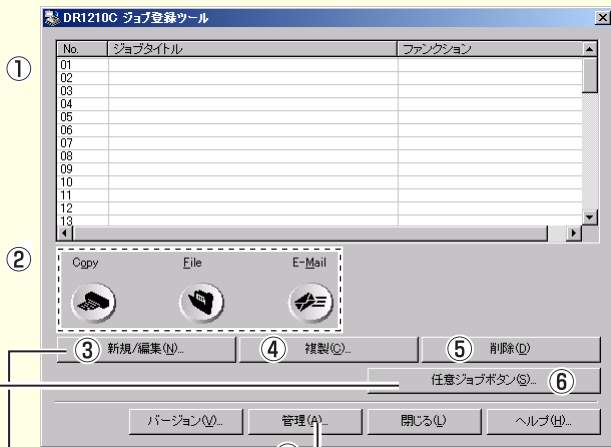 DR1210C ジョブ登録ツール
No. ジョブタイトル ファンクション
①
01
02
03
04
05
06
07
08
09
10
11
12
13
②
Copy File E-Mail
③ 新規/編集(N)... ④ 複製(C)... ⑤ 削除(D)
任意ジョブボタン(S)... ⑥
バージョン(V)... 管理(A)... 閉じる(L) ヘルプ(H)...